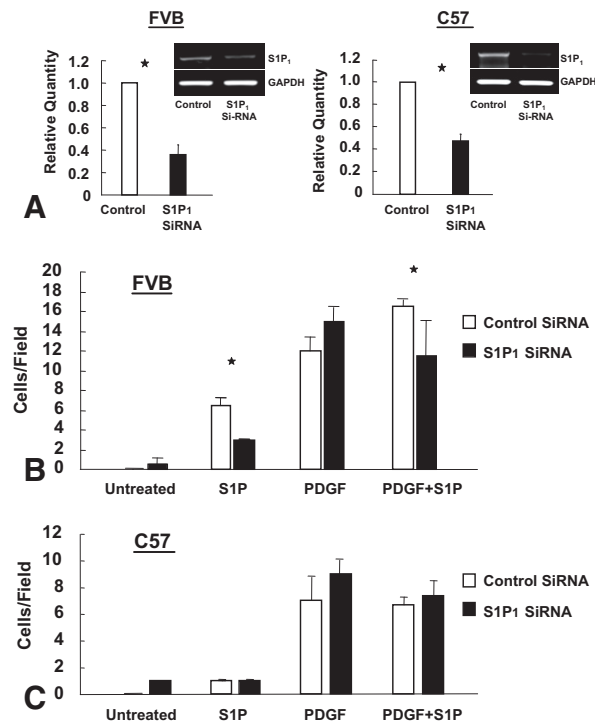 FVB
Relative Quantity
1.2
1.0
0.8
0.6
0.4
0.2
0
★
S1P₁
GAPDH
Control
S1P₁
Si-RNA
Control
S1P1
SiRNA
C57
Relative Quantity
1.2
1.0
0.8
0.6
0.4
0.2
0
★
S1P₁
GAPDH
Control
S1P₁
Si-RNA
Control
S1P1
SiRNA
A
FVB
Cells/Field
20
18
16
14
12
10
8
6
4
2
0
★
★
Control SiRNA
S1P1 SiRNA
Untreated S1P PDGF PDGF+S1P
B
C57
Cells/Field
12
10
8
6
4
2
0
Control SiRNA
S1P1 SiRNA
Untreated S1P PDGF PDGF+S1P
C